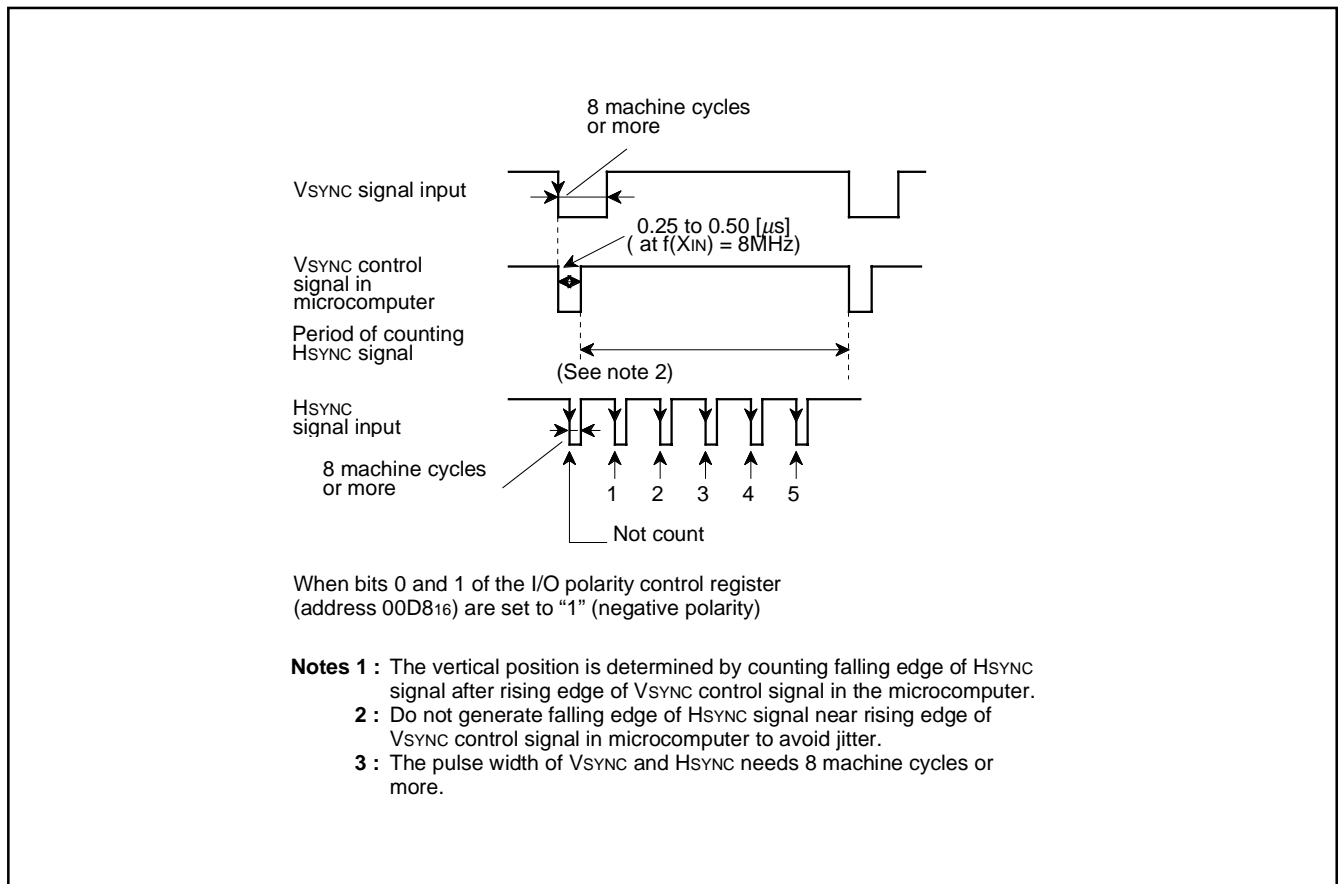 8 machine cycles
or more
VSYNC signal input
0.25 to 0.50 [μs]
( at f(XIN) = 8MHz)
VSYNC control
signal in
microcomputer
Period of counting
HSYNC signal
(See note 2)
HSYNC
signal input
8 machine cycles
or more
1 2 3 4 5
Not count
When bits 0 and 1 of the I/O polarity control register
(address 00D816) are set to “1” (negative polarity)
Notes 1 : The vertical position is determined by counting falling edge of HSYNC
signal after rising edge of VSYNC control signal in the microcomputer.
2 : Do not generate falling edge of HSYNC signal near rising edge of
VSYNC control signal in microcomputer to avoid jitter.
3 : The pulse width of VSYNC and HSYNC needs 8 machine cycles or
more.